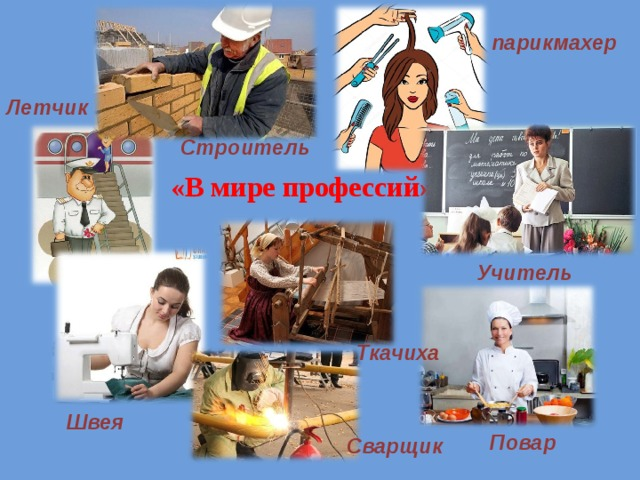 парикмахер
Летчик
Строитель
«В мире профессий»
Учитель
Ткачиха
Швея
Сварщик
Повар